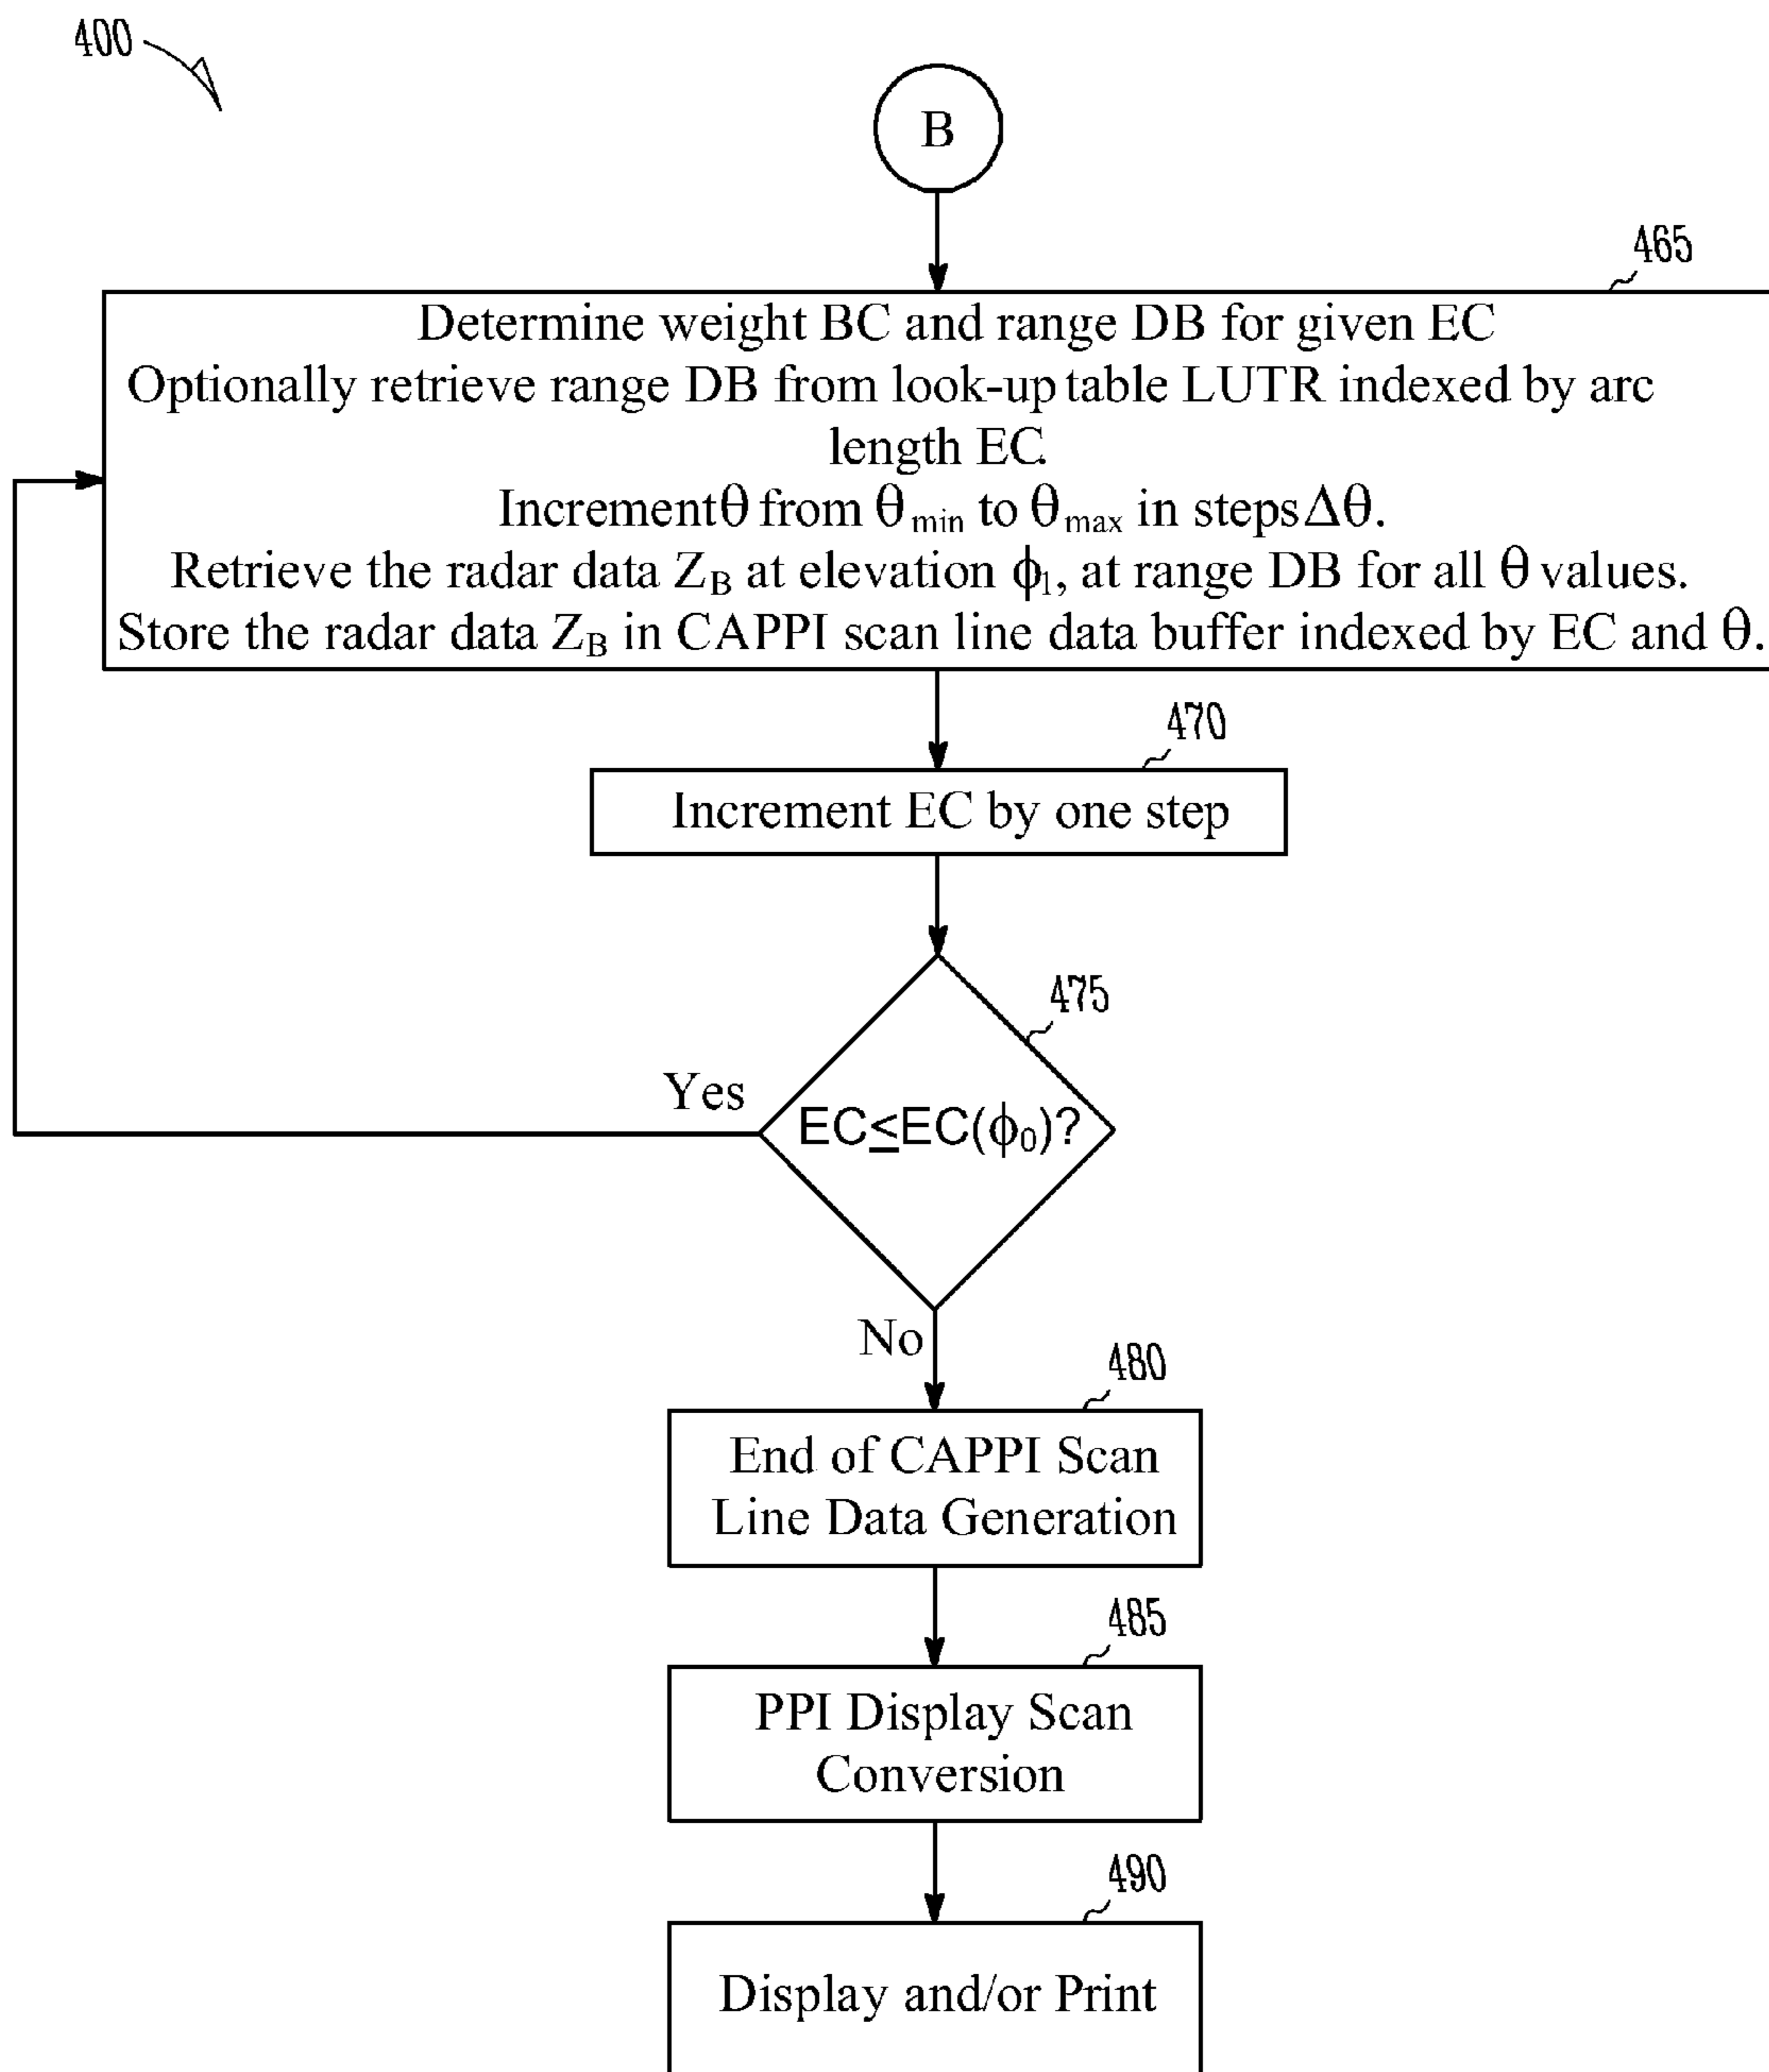 400
B
465
Determine weight BC and range DB for given EC
Optionally retrieve range DB from look-up table LUTR indexed by arc
length EC.
Increment θ from θmin to θmax in steps Δθ.
Retrieve the radar data ZB at elevation ϕ1, at range DB for all θ values.
Store the radar data ZB in CAPPI scan line data buffer indexed by EC and θ.
470
Increment EC by one step
475
Yes
EC≤EC(ϕ0)?
No
480
End of CAPPI Scan
Line Data Generation
485
PPI Display Scan
Conversion
490
Display and/or Print